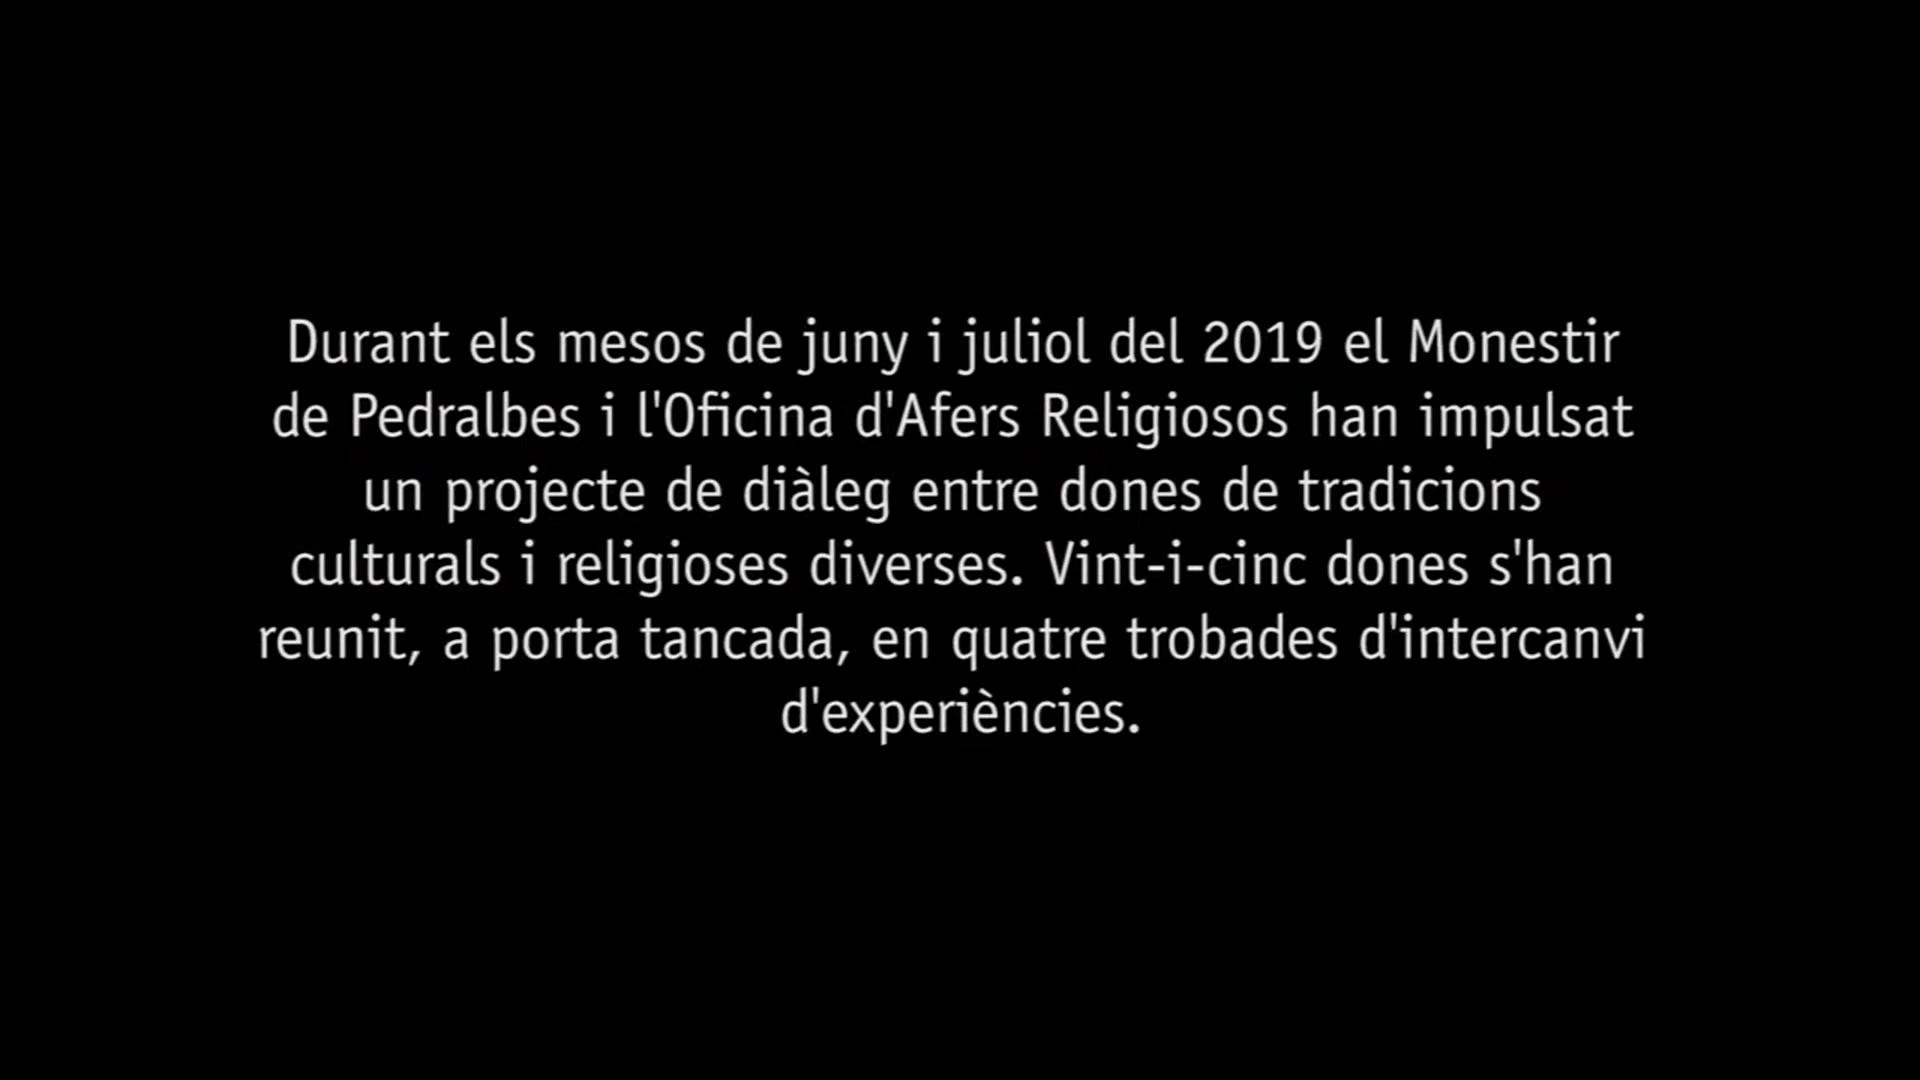 Durant els mesos de juny i juliol del 2019 el Monestir
de Pedralbes i l'Oficina d'Afers Religiosos han impulsat
un projecte de diàleg entre dones de tradicions
culturals i religioses diverses. Vint-i-cinc dones s'han
reunit, a porta tancada, en quatre trobades d'intercanvi
d'experiències.